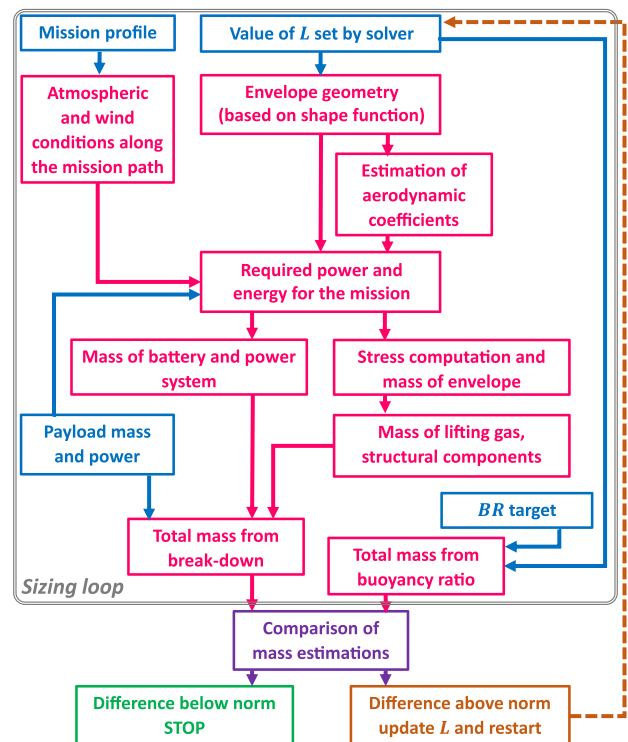 Mission profile
Value of L set by solver
Atmospheric
and wind
conditions along
the mission path
Envelope geometry
(based on shape function)
Estimation of
aerodynamic
coefficients
Required power and
energy for the mission
Mass of battery and power
system
Stress computation and
mass of envelope
Payload mass
and power
Mass of lifting gas,
structural components
BR target
Total mass from
break-down
Total mass from
buoyancy ratio
Sizing loop
Comparison of
mass estimations
Difference below norm
STOP
Difference above norm
update L and restart